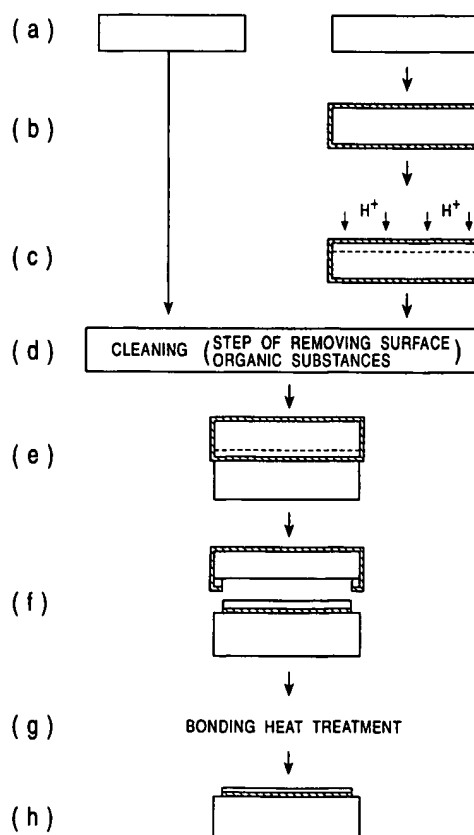 (a)
(b)
H+ H+
(c)
(d) CLEANING (STEP OF REMOVING SURFACE
ORGANIC SUBSTANCES)
(e)
(f)
(g) BONDING HEAT TREATMENT
(h)